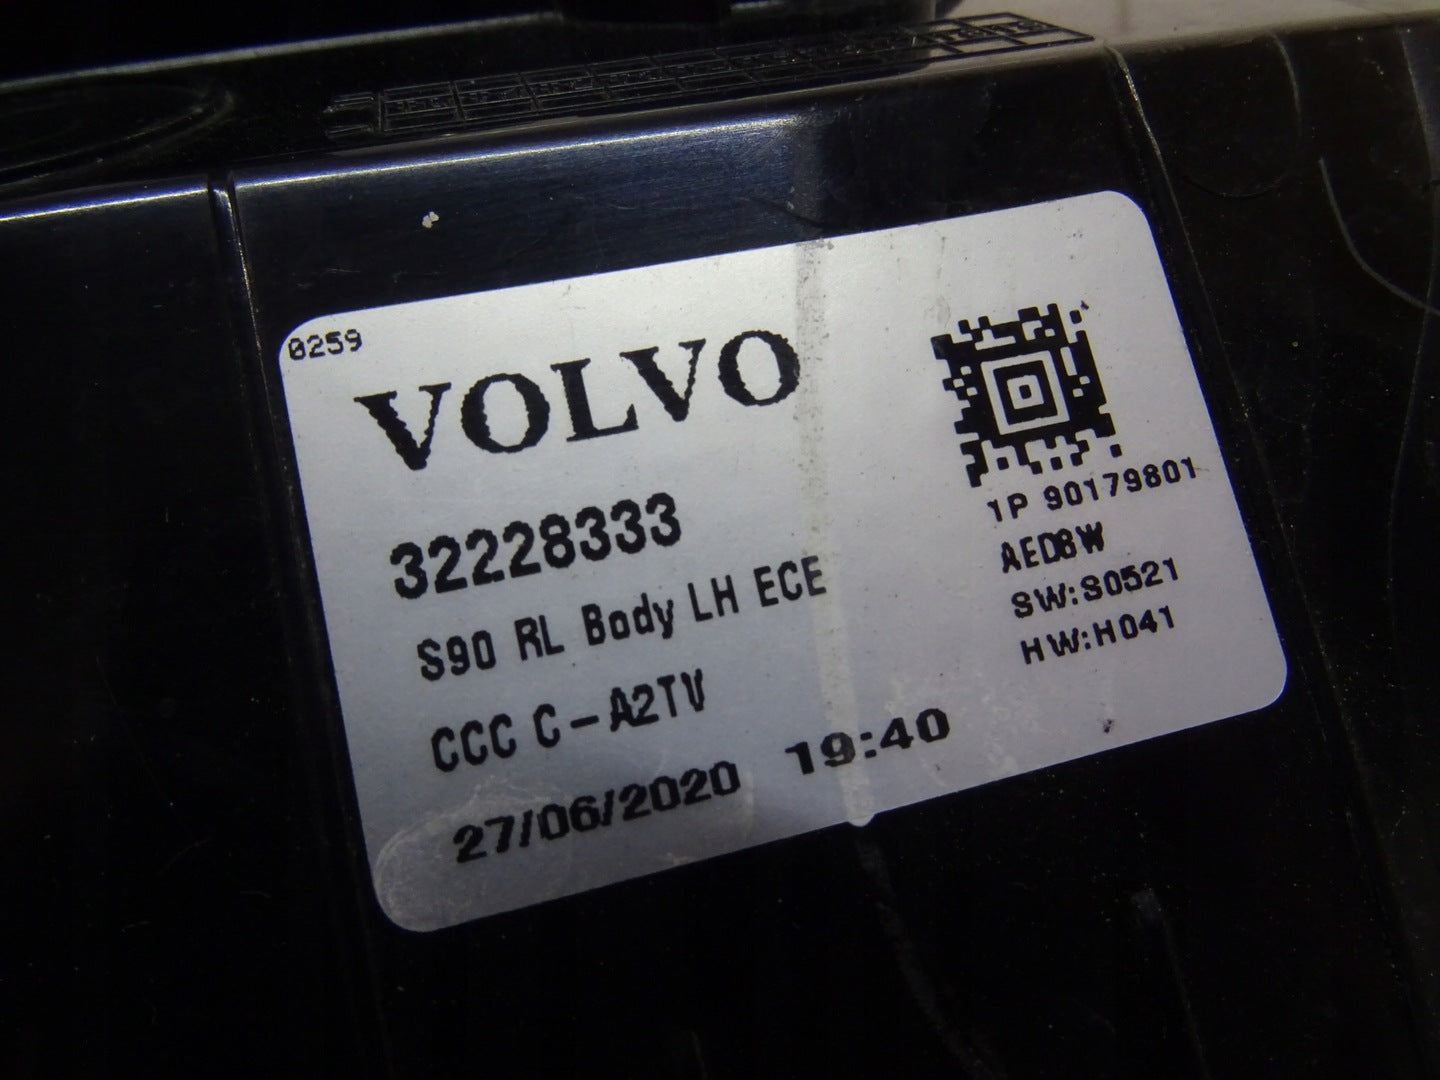 0259
VOLVO
32228333
S90 RL Body LH ECE
CCC C-A2TV
27/06/2020 19:40
1P 90179801
AED8W
SW:S0521
HW:H041